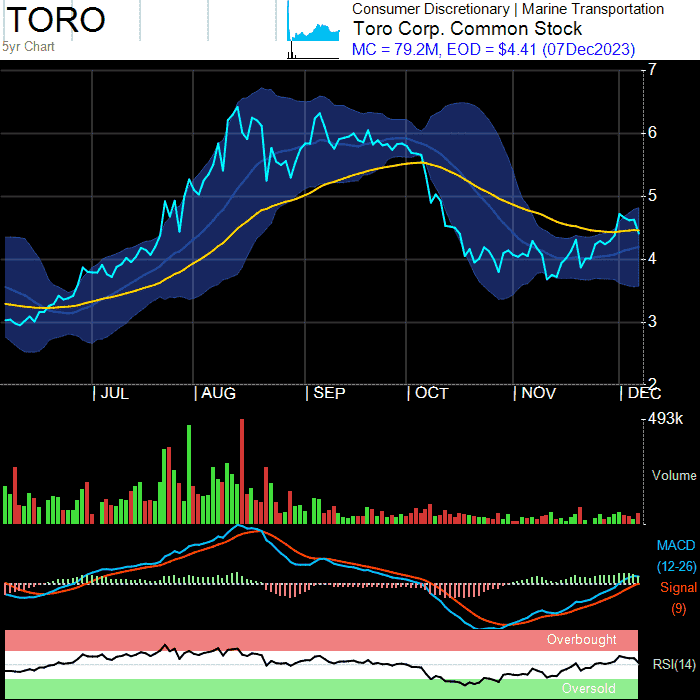 TORO
5yr Chart
Consumer Discretionary | Marine Transportation
Toro Corp. Common Stock
MC = 79.2M, EOD = $4.41 (07Dec2023)
7
6
5
4
3
2
| JUL | AUG | SEP | OCT | NOV | DEC
493k
Volume
MACD
(12-26)
Signal
(9)
Overbought
RSI(14)
Oversold